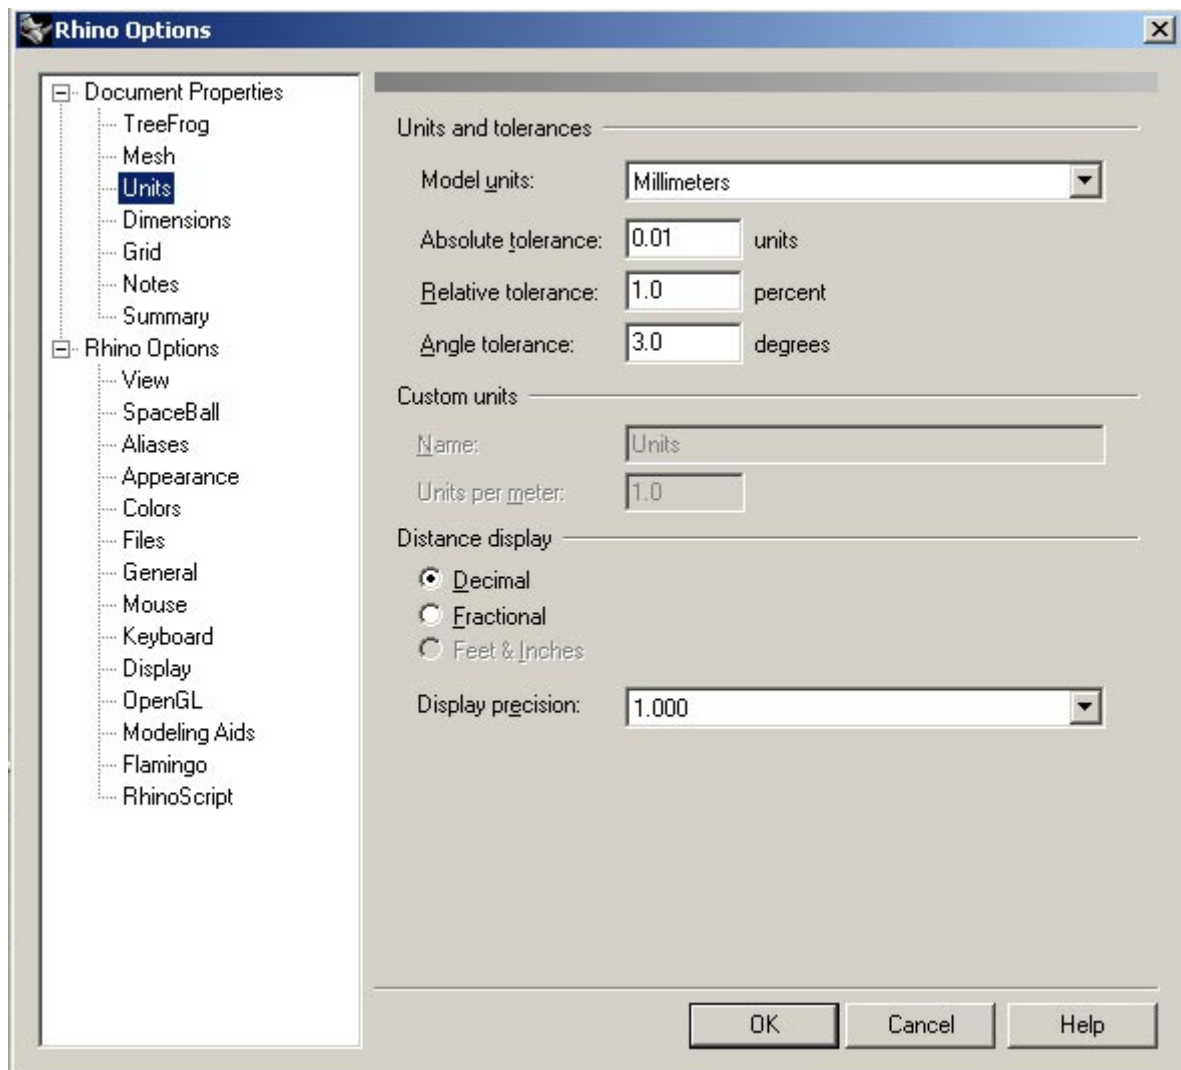 Rhino Options
Document Properties
TreeFrog
Mesh
Units
Dimensions
Grid
Notes
Summary
Rhino Options
View
SpaceBall
Aliases
Appearance
Colors
Files
General
Mouse
Keyboard
Display
OpenGL
Modeling Aids
Flamingo
RhinoScript
Units and tolerances
Model units: Millimeters
Absolute tolerance: 0.01 units
Relative tolerance: 1.0 percent
Angle tolerance: 3.0 degrees
Custom units
Name: Units
Units per meter: 1.0
Distance display
Decimal
Fractional
Feet & Inches
Display precision: 1.000
OK Cancel Help